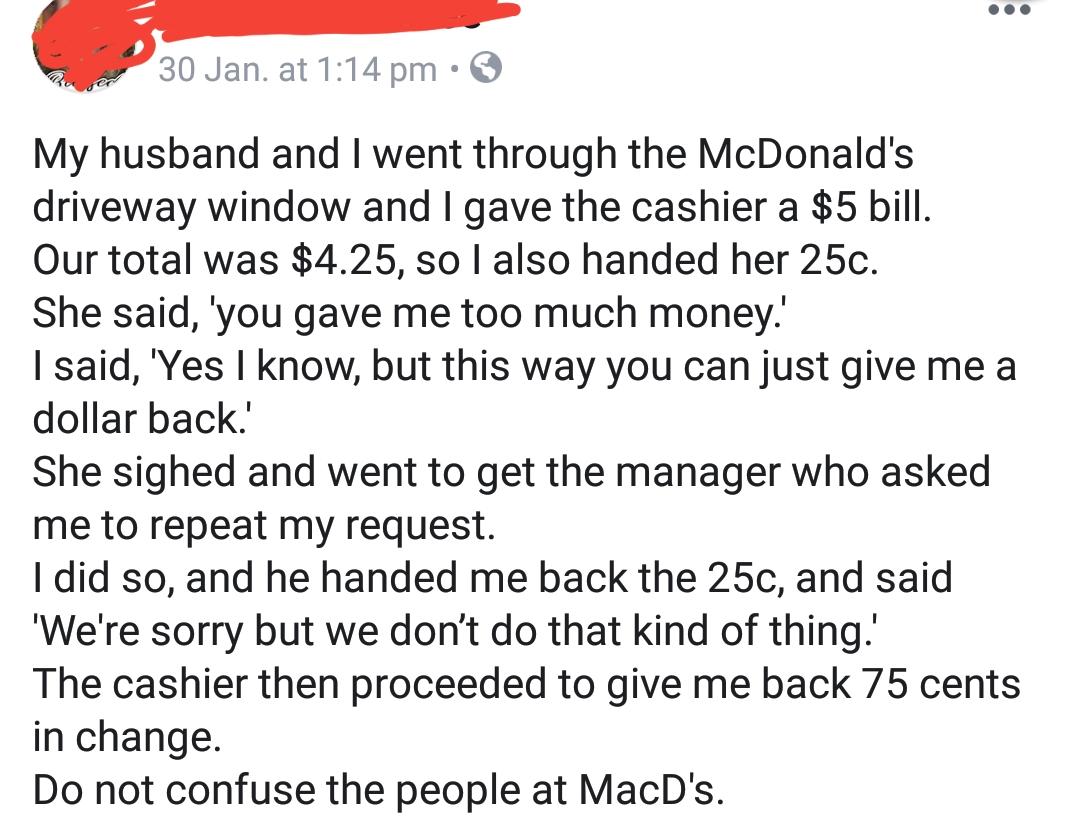 30 Jan. at 1:14 pm •
My husband and I went through the McDonald's
driveway window and I gave the cashier a $5 bill.
Our total was $4.25, so I also handed her 25c.
She said, 'you gave me too much money.'
I said, 'Yes I know, but this way you can just give me a
dollar back.'
She sighed and went to get the manager who asked
me to repeat my request.
I did so, and he handed me back the 25c, and said
'We're sorry but we don’t do that kind of thing.'
The cashier then proceeded to give me back 75 cents
in change.
Do not confuse the people at MacD's.